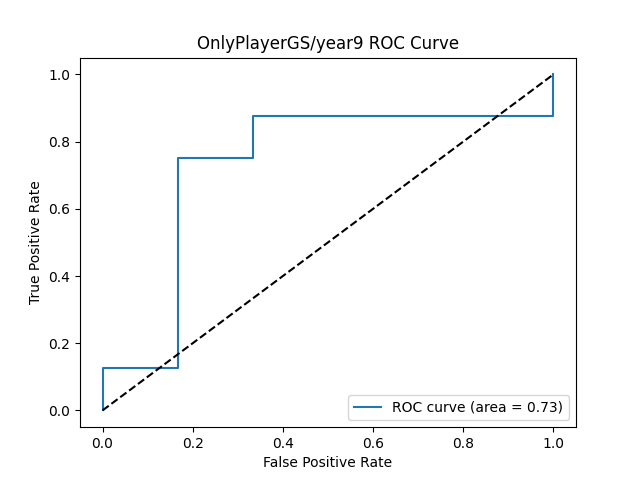 OnlyPlayerGS/year9 ROC Curve
1.0
0.8
0.6
0.4
0.2
0.0
True Positive Rate
ROC curve (area = 0.73)
0.0 0.2 0.4 0.6 0.8 1.0
False Positive Rate